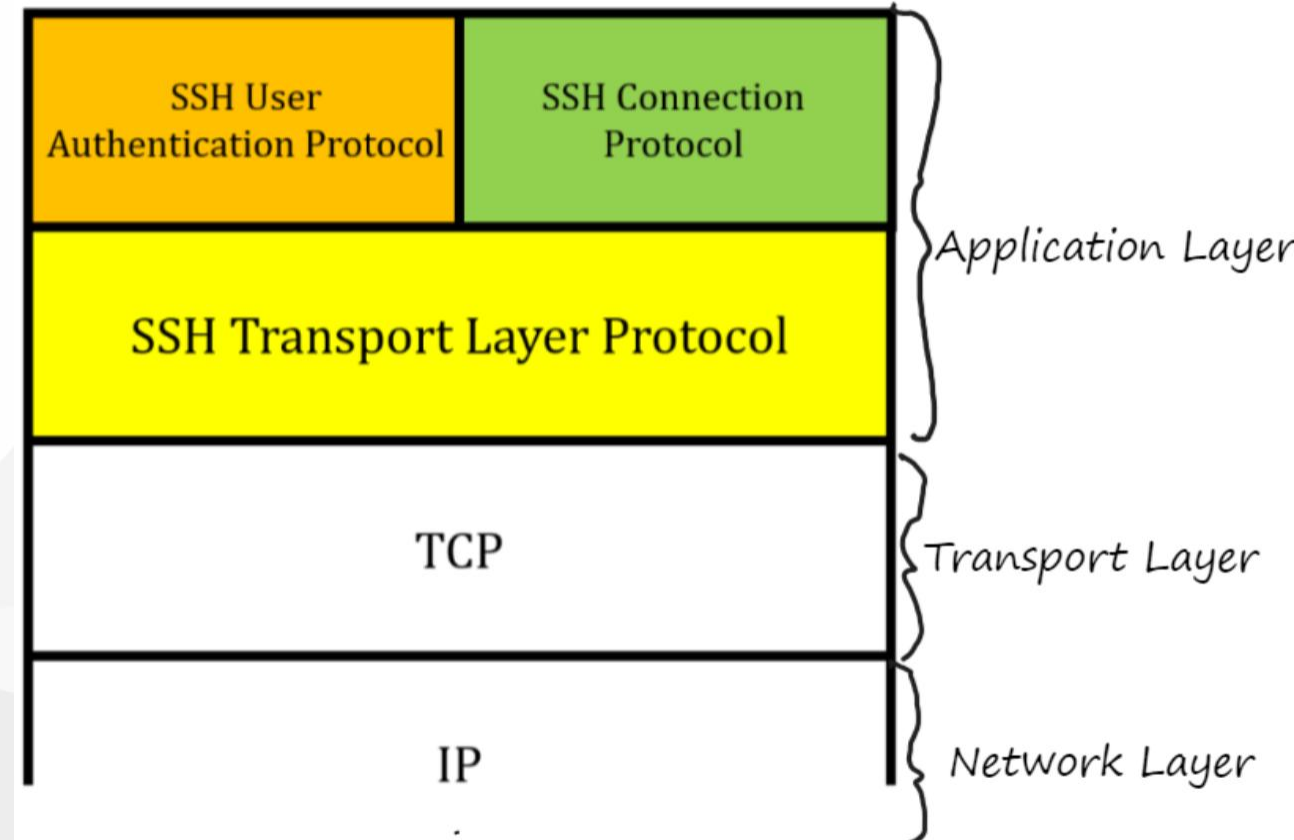 SSH User
Authentication Protocol
SSH Connection
Protocol
Application Layer
SSH Transport Layer Protocol
TCP
Transport Layer
IP
Network Layer